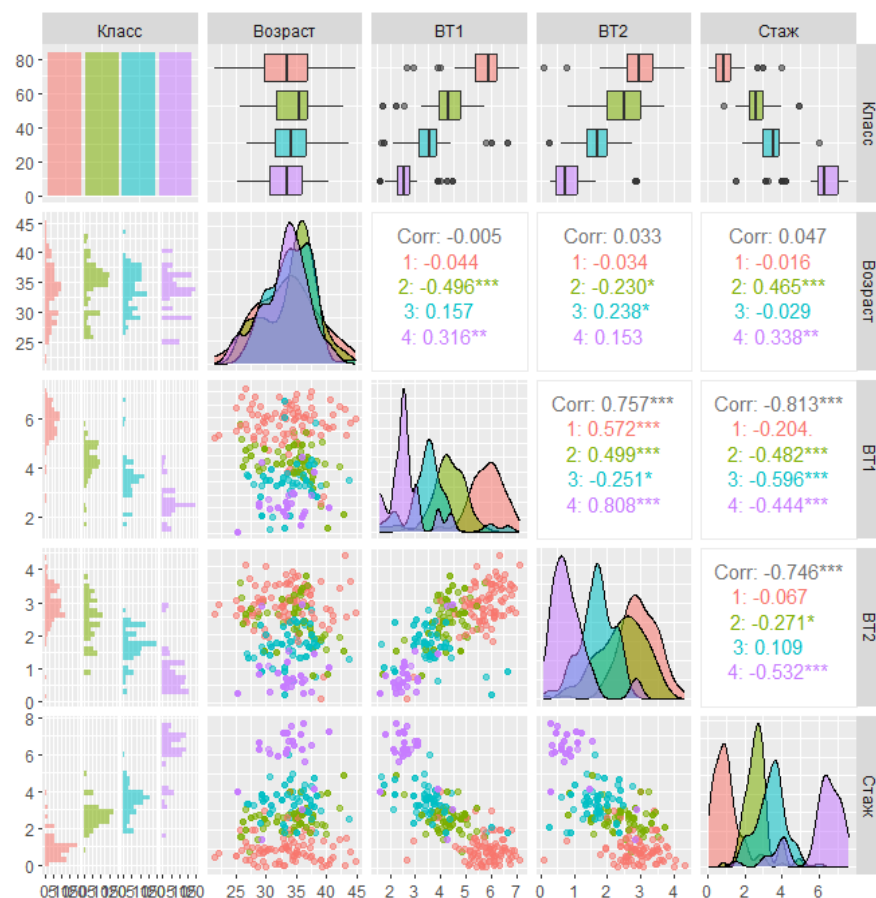 Класс Возраст ВТ1 ВТ2 Стаж
80
60
40
20
0
Класс
45
40
35
30
25
Corr: -0.005
1: -0.044
2: -0.496***
3: 0.157
4: 0.316**
Corr: 0.033
1: -0.034
2: -0.230*
3: 0.238*
4: 0.153
Corr: 0.047
1: -0.016
2: 0.465***
3: -0.029
4: 0.338**
Возраст
6
4
2
Corr: 0.757***
1: 0.572***
2: 0.499***
3: -0.251*
4: 0.808***
Corr: -0.813***
1: -0.204.
2: -0.482***
3: -0.596***
4: -0.444***
ВТ1
4
3
2
1
0
Corr: -0.746***
1: -0.067
2: -0.271*
3: 0.109
4: -0.532***
ВТ2
8
6
4
2
0
Стаж
25 30 35 40 45
2 3 4 5 6 7
0 1 2 3 4
0 2 4 6